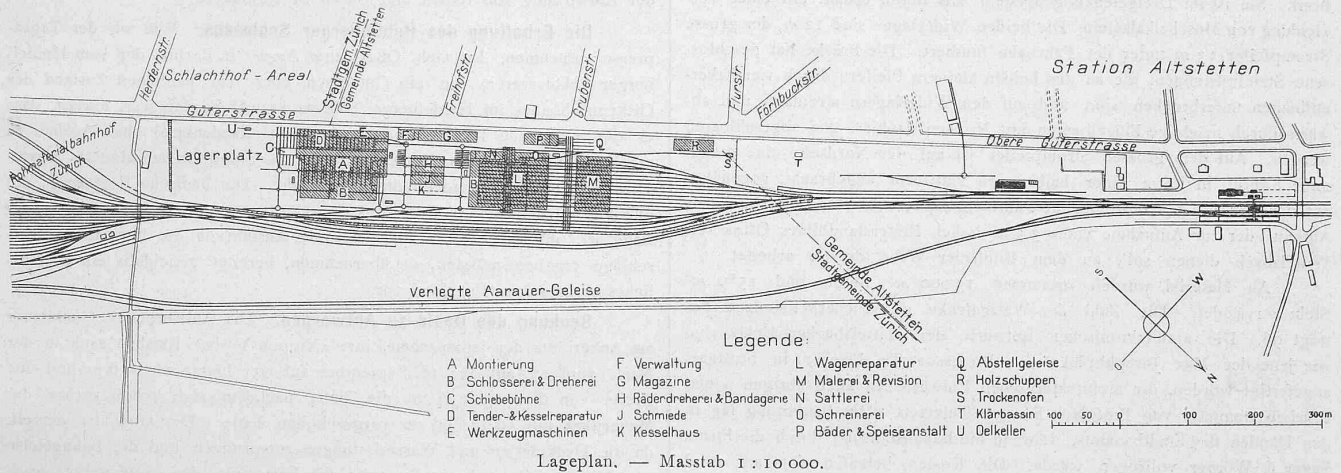 Station Altstetten
Herdernstr.
Schlachthof - Areal
Stadtgem. Zürich
Gemeinde Altstetten
Freihofstr.
Grubenstr.
Flurstr.
Forlibuckstr.
Güterstrasse
Obere Güterstrasse
Rohmaterialbahnhof
Zürich
Lagerplatz
U
C
D
E
F
G
P
Q
R
A
H
J
K
B
B
N
O
L
M
S
Gemeinde Altstetten
Stadtgemeinde Zürich
Verlegte Aarauer-Geleise
S
W
O
N
Legende:
A Montierung
B Schlosserei & Dreherei
C Schiebebühne
D Tender-&Kesselreparatur
E Werkzeugmaschinen
F Verwaltung
G Magazine
H Räderdreherei & Bandagerie
J Schmiede
K Kesselhaus
L Wagenreparatur
M Malerei & Revision
N Sattlerei
O Schreinerei
P Bäder & Speiseanstalt
Q Abstellgeleise
R Holzschuppen
S Trockenofen
T Klärbassin
U Oelkeller
100 50 0 100 200 300m
Lageplan. — Masstab 1 : 10 000.